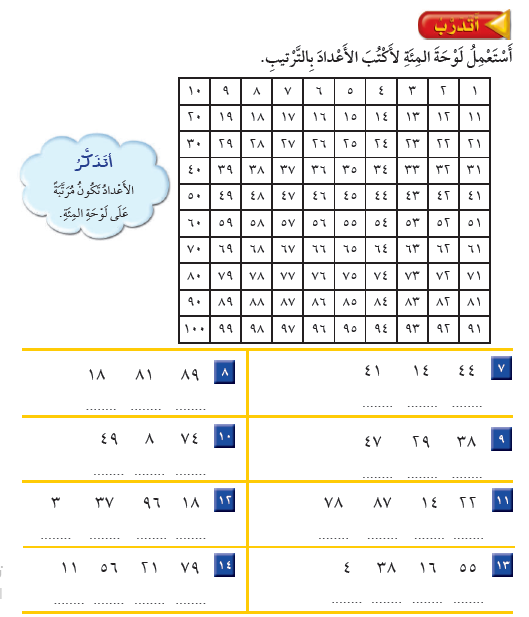 أَتَدَرَّبُ
أَسْتَعْمِلُ لَوْحَةَ المِئَةِ لأَكْتُبَ الأَعْدادَ بِالتَّرْتيبِ.
١ ٢ ٣ ٤ ٥ ٦ ٧ ٨ ٩ ١٠
١١ ١٢ ١٣ ١٤ ١٥ ١٦ ١٧ ١٨ ١٩ ٢٠
٢١ ٢٢ ٢٣ ٢٤ ٢٥ ٢٦ ٢٧ ٢٨ ٢٩ ٣٠
٣١ ٣٢ ٣٣ ٣٤ ٣٥ ٣٦ ٣٧ ٣٨ ٣٩ ٤٠
٤١ ٤٢ ٤٣ ٤٤ ٤٥ ٤٦ ٤٧ ٤٨ ٤٩ ٥٠
٥١ ٥٢ ٥٣ ٥٤ ٥٥ ٥٦ ٥٧ ٥٨ ٥٩ ٦٠
٦١ ٦٢ ٦٣ ٦٤ ٦٥ ٦٦ ٦٧ ٦٨ ٦٩ ٧٠
٧١ ٧٢ ٧٣ ٧٤ ٧٥ ٧٦ ٧٧ ٧٨ ٧٩ ٨٠
٨١ ٨٢ ٨٣ ٨٤ ٨٥ ٨٦ ٨٧ ٨٨ ٨٩ ٩٠
٩١ ٩٢ ٩٣ ٩٤ ٩٥ ٩٦ ٩٧ ٩٨ ٩٩ ١٠٠
أَتَذَكَّرُ
الأَعْدادُ تَكُونُ مُرَتَّبَةً
عَلَى لَوْحَةِ المِئَةِ.
٧ ٤٤ ١٤ ٤١
........ ........ ........
٨ ٨٩ ٨١ ١٨
........ ........ ........
٩ ٣٨ ٢٩ ٤٧
........ ........ ........
١٠ ٧٤ ٨ ٤٩
........ ........ ........
١١ ٢٢ ١٤ ٨٧ ٧٨
........ ........ ........ ........
١٢ ١٨ ٩٦ ٣٧ ٣
........ ........ ........ ........
١٣ ٥٥ ١٦ ٣٨ ٤
........ ........ ........ ........
١٤ ٧٩ ٢١ ٥٦ ١١
........ ........ ........ ........